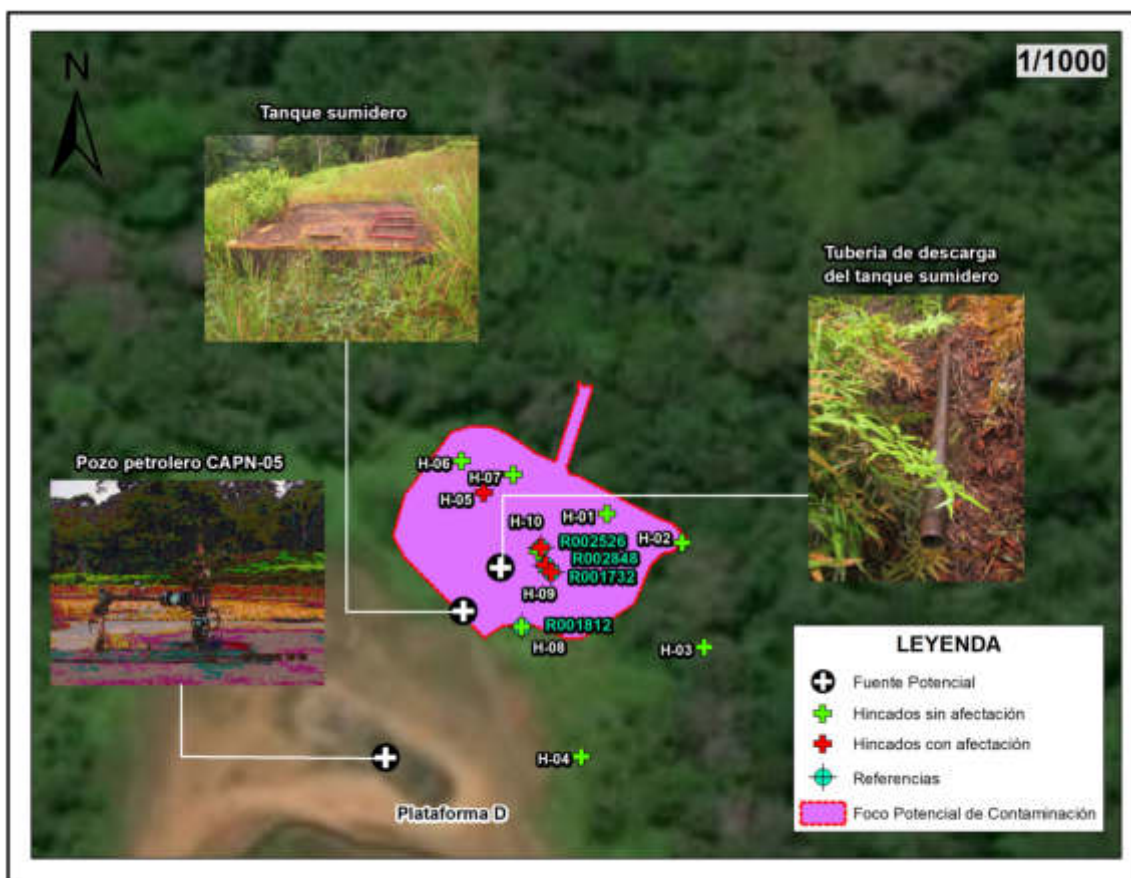 1/1000
N
Tanque sumidero
Tubería de descarga
del tanque sumidero
Pozo petrolero CAPN-05
H-06
H-07
H-05
H-10
H-01
H-02
R002526
R002848
R001732
H-09
R001812
H-08
H-03
H-04
Plataforma D
LEYENDA
Fuente Potencial
Hincados sin afectación
Hincados con afectación
Referencias
Foco Potencial de Contaminación